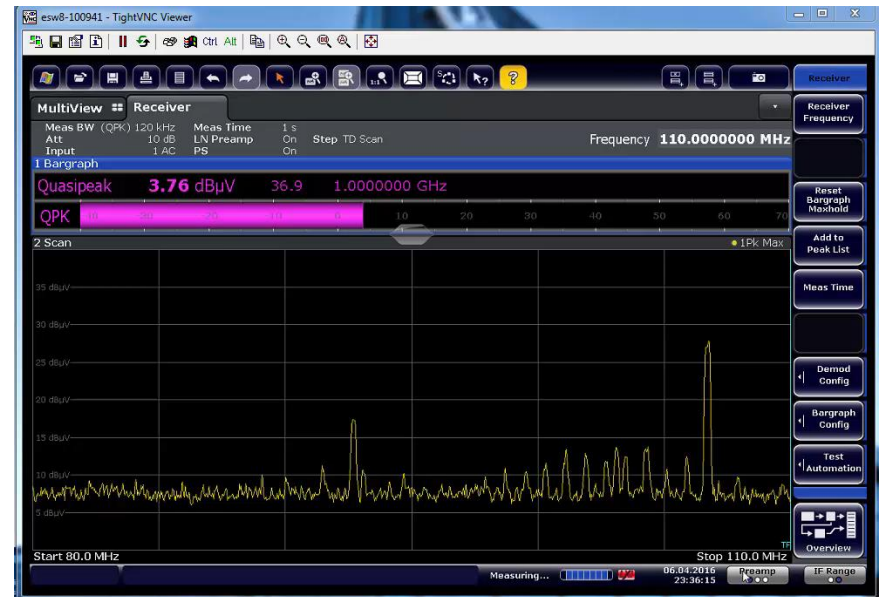 esw8-100941 - TightVNC Viewer
Ctrl Alt
Receiver
MultiView Receiver
Receiver Frequency
Meas BW (QPK) 120 kHz Meas Time 1 s
Att 10 dB LN Preamp On Step TD Scan Frequency 110.0000000 MHz
Input 1 AC PS On
1 Bargraph
Quasipeak 3.76 dBµV 36.9 1.0000000 GHz
Reset Bargraph Maxhold
QPK 0 10 20 30 40 50 60 70
2 Scan 1Pk Max
Add to Peak List
35 dBµV
Meas Time
30 dBµV
25 dBµV
Demod Config
20 dBµV
Bargraph Config
15 dBµV
Test Automation
10 dBµV
5 dBµV
TF
Overview
Start 80.0 MHz Stop 110.0 MHz
Measuring... 06.04.2016 Preamp IF Range
23:36:15